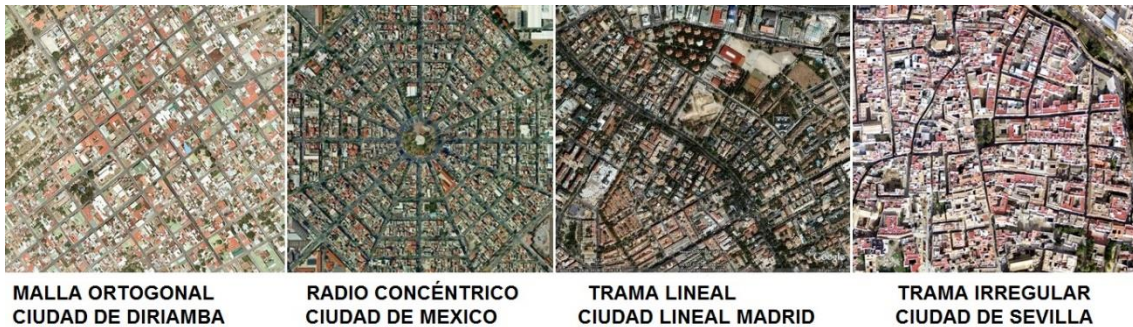 Google
MALLA ORTOGONAL
CIUDAD DE DIRIAMBA
RADIO CONCÉNTRICO
CIUDAD DE MEXICO
TRAMA LINEAL
CIUDAD LINEAL MADRID
TRAMA IRREGULAR
CIUDAD DE SEVILLA